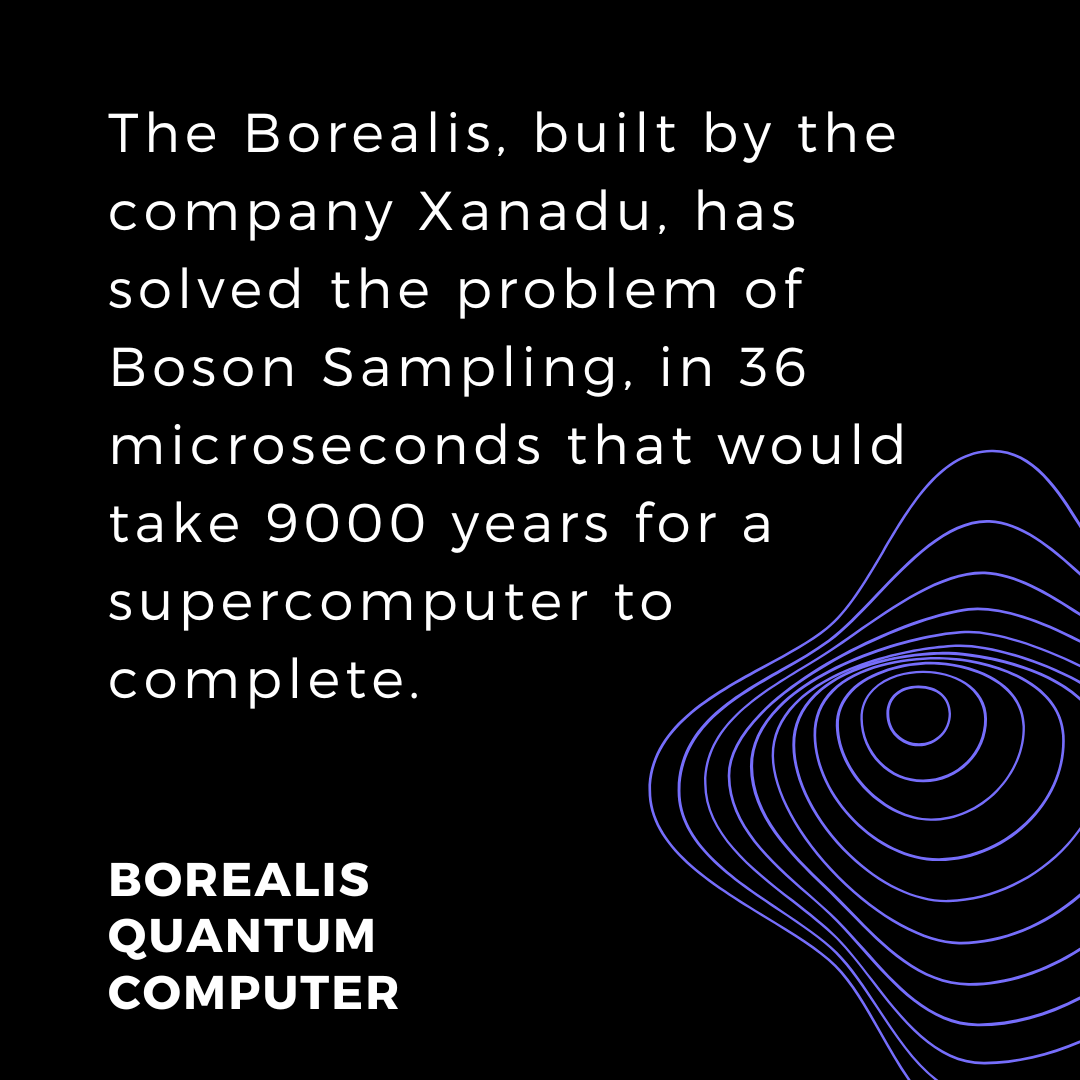 The Borealis, built by the
company Xanadu, has
solved the problem of
Boson Sampling, in 36
microseconds that would
take 9000 years for a
supercomputer to
complete.
BOREALIS
QUANTUM
COMPUTER